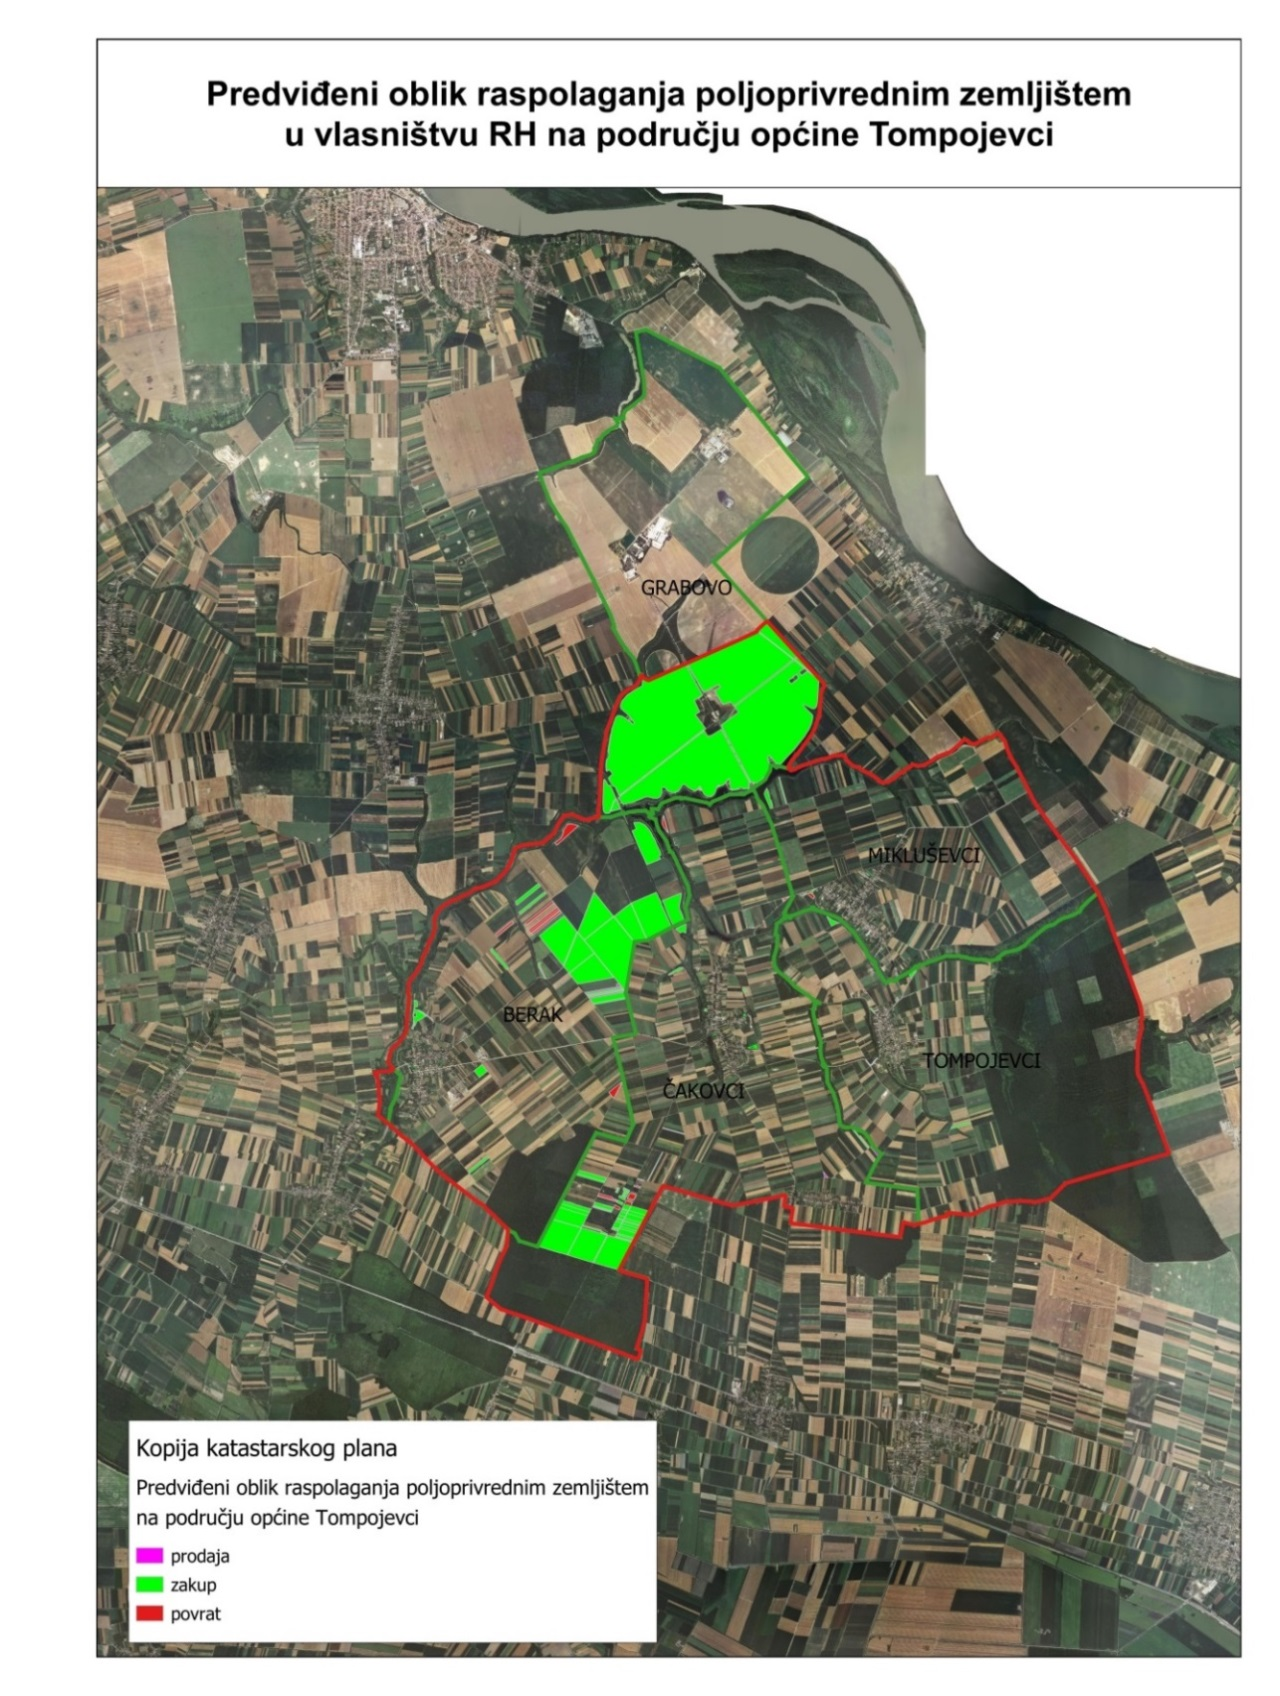 Predviđeni oblik raspolaganja poljoprivrednim zemljištem
u vlasništvu RH na području općine Tompojevci
GRABOVO
MIKLUŠEVCI
BERAK
TOMPOJEVCI
ČAKOVCI
Kopija katastarskog plana
Predviđeni oblik raspolaganja poljoprivrednim zemljištem
na području općine Tompojevci
prodaja
zakup
povrat